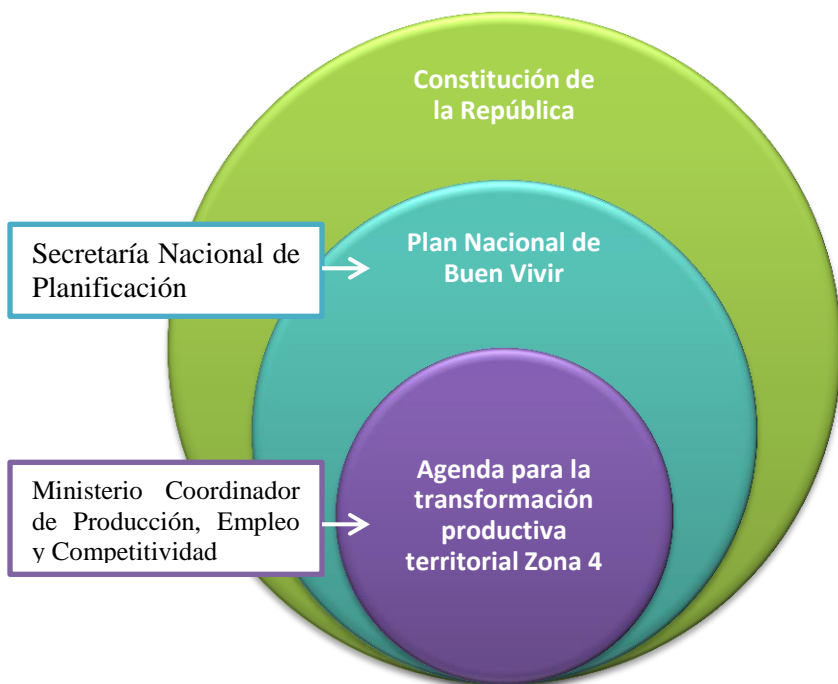 Constitución de
la República
Secretaría Nacional de
Planificación
Plan Nacional de
Buen Vivir
Ministerio Coordinador
de Producción, Empleo
y Competitividad
Agenda para la
transformación
productiva
territorial Zona 4